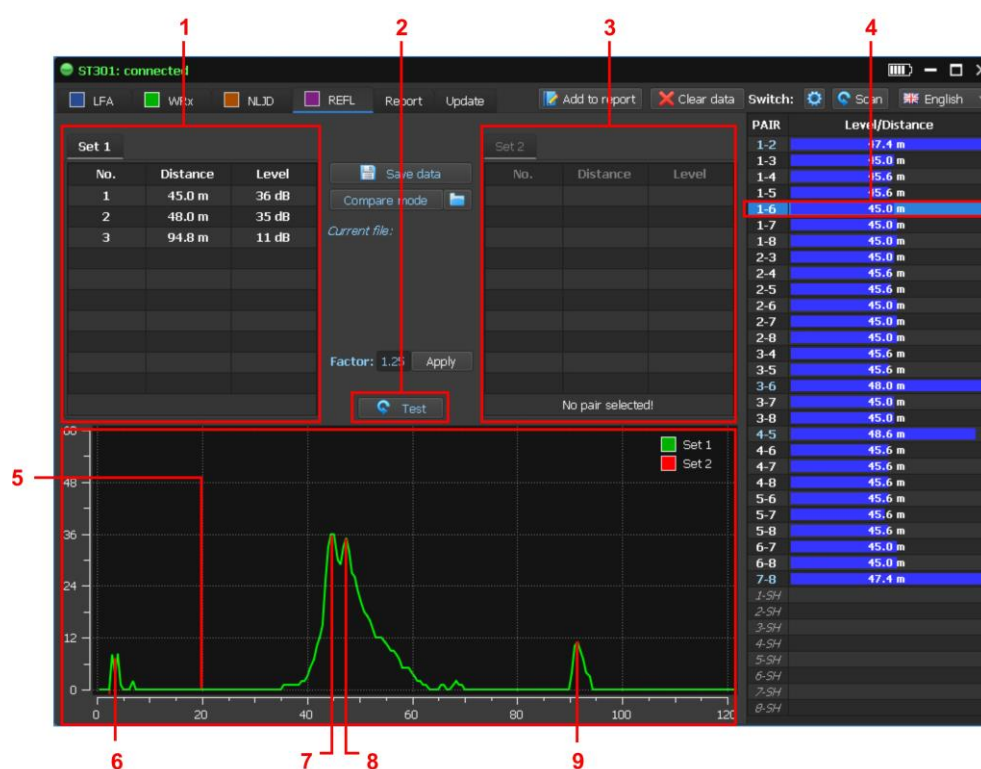 1 2 3 4
ST301: connected
LFA WRx NLJD REFL Report Update Add to report Clear data Switch: Scan English
Set 1
No. Distance Level
1 45.0 m 36 dB
2 48.0 m 35 dB
3 94.8 m 11 dB
Save data
Compare mode
Current file:
Factor: 1.25 Apply
Test
Set 2
No. Distance Level
No pair selected!
PAIR Level/Distance
1-2 47.4 m
1-3 45.0 m
1-4 45.6 m
1-5 45.6 m
1-6 45.0 m
1-7 45.0 m
1-8 45.0 m
2-3 45.0 m
2-4 45.6 m
2-5 45.6 m
2-6 45.0 m
2-7 45.0 m
2-8 45.0 m
3-4 45.6 m
3-5 45.6 m
3-6 48.0 m
3-7 45.0 m
3-8 45.0 m
4-5 48.6 m
4-6 45.6 m
4-7 45.6 m
4-8 45.6 m
5-6 45.6 m
5-7 45.6 m
5-8 45.6 m
6-7 45.0 m
6-8 45.0 m
7-8 47.4 m
1-SH
2-SH
3-SH
4-SH
5-SH
6-SH
7-SH
8-SH
60
48
36
24
12
0
Set 1
Set 2
5
0 20 40 60 80 100 120
6 7 8 9